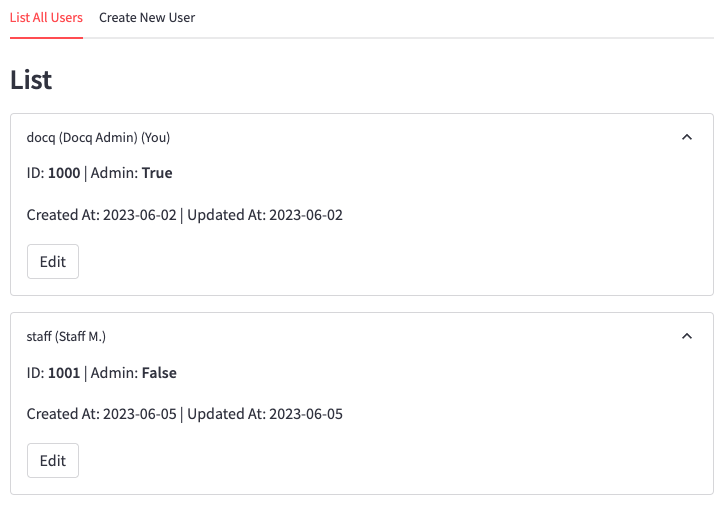 List All Users Create New User
List
docq (Docq Admin) (You)
ID: 1000 | Admin: True
Created At: 2023-06-02 | Updated At: 2023-06-02
Edit
staff (Staff M.)
ID: 1001 | Admin: False
Created At: 2023-06-05 | Updated At: 2023-06-05
Edit